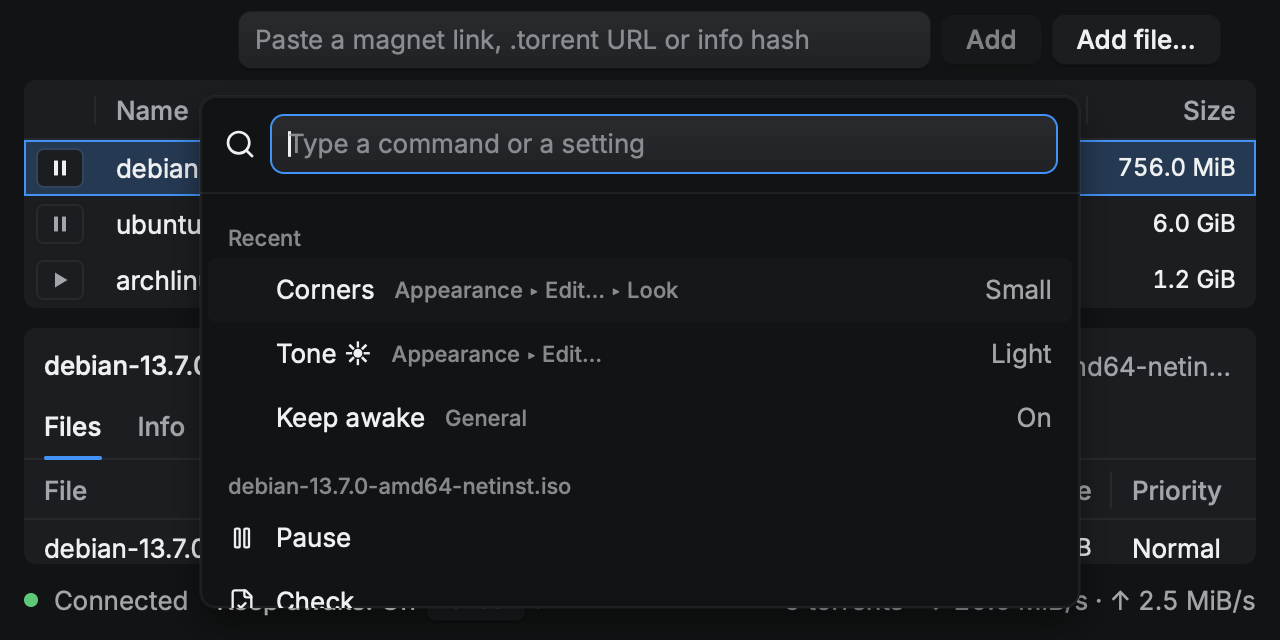 Paste a magnet link, .torrent URL or info hash
Add
Add file...
Name
Size
Type a command or a setting
debian
756.0 MiB
ubuntu
6.0 GiB
Recent
archlin
1.2 GiB
Corners Appearance ▸ Edit... ▸ Look Small
Tone Appearance ▸ Edit... Light
debian-13.7.0
md64-netin...
Keep awake General On
Files Info
debian-13.7.0-amd64-netinst.iso
File
Priority
Pause
debian-13.7.0
B
Normal
Check
Connected
↑ 2.5 MiB/s